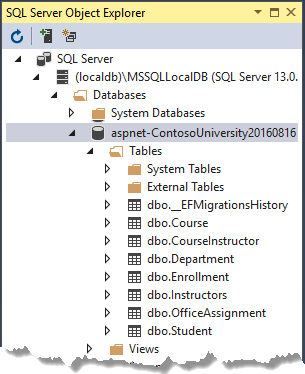 SQL Server Object Explorer
SQL Server
(localdb)\MSSQLLocalDB (SQL Server 13.0.
Databases
System Databases
aspnet-ContosoUniversity20160816
Tables
System Tables
External Tables
dbo.__EFMigrationsHistory
dbo.Course
dbo.CourseInstructor
dbo.Department
dbo.Enrollment
dbo.Instructors
dbo.OfficeAssignment
dbo.Student
Views